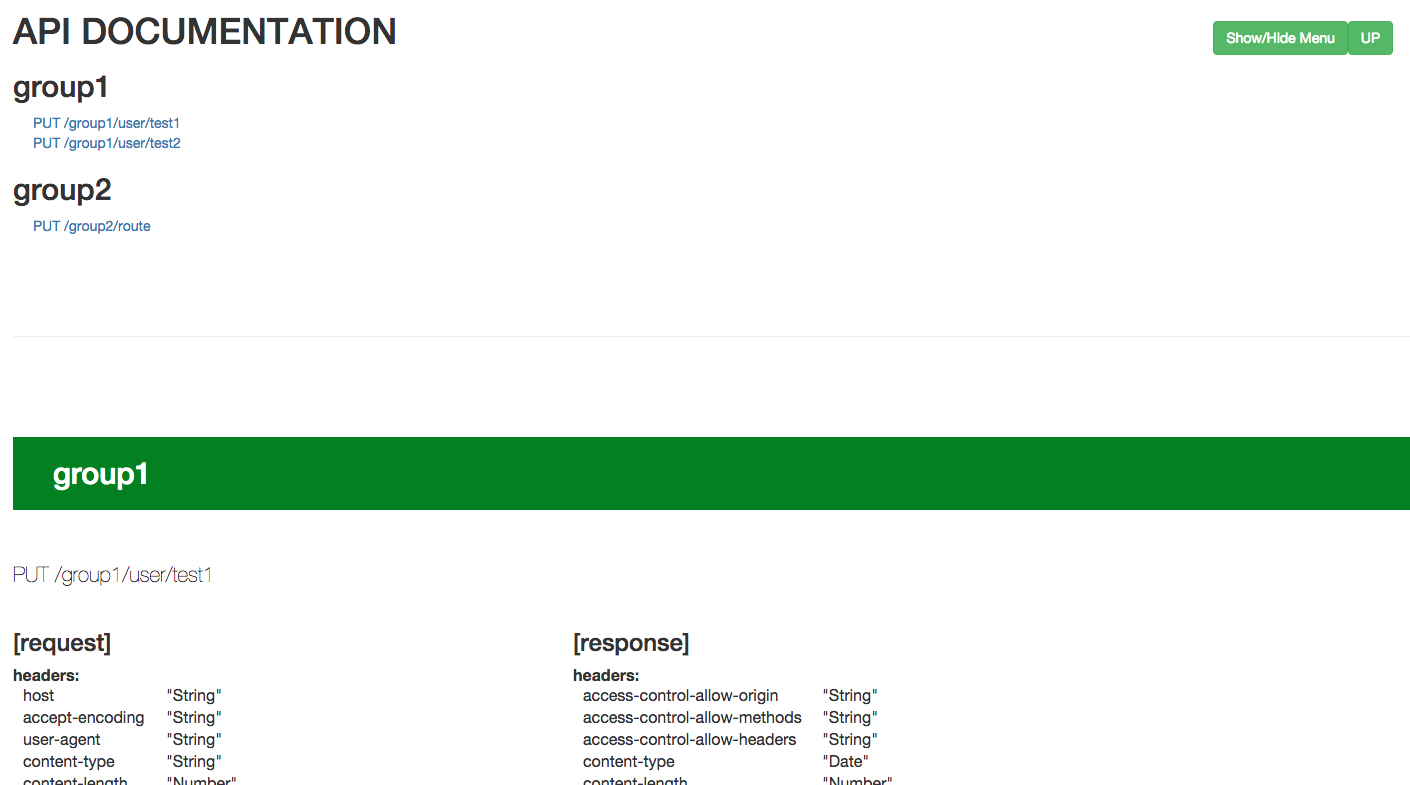 API DOCUMENTATION
Show/Hide Menu UP
group1
PUT /group1/user/test1
PUT /group1/user/test2
group2
PUT /group2/route
group1
PUT /group1/user/test1
[request] [response]
headers: headers:
host "String" access-control-allow-origin "String"
accept-encoding "String" access-control-allow-methods "String"
user-agent "String" access-control-allow-headers "String"
content-type "String" content-type "Date"
content-length "Number" content-length "Number"